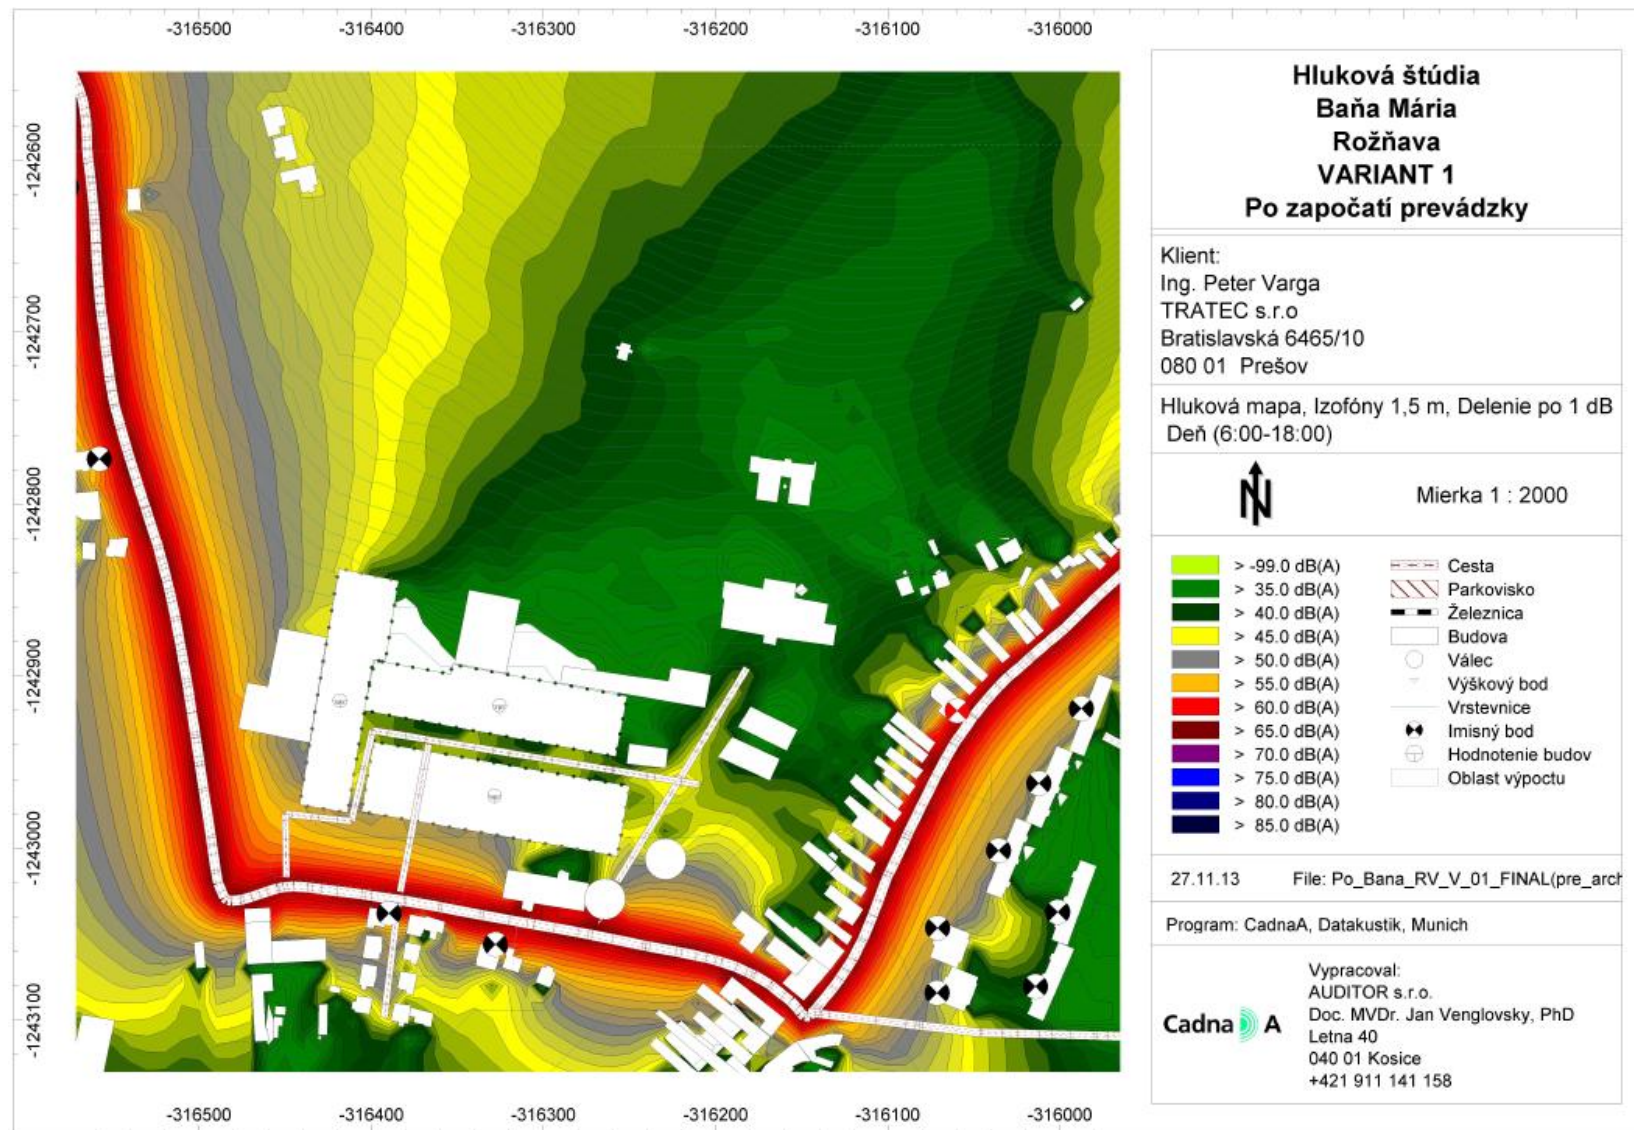 -316500 -316400 -316300 -316200 -316100 -316000
-1242600
-1242700
-1242800
-1242900
-1243000
-1243100
-316500 -316400 -316300 -316200 -316100 -316000
Hluková štúdia
Baňa Mária
Rožňava
VARIANT 1
Po započatí prevádzky
Klient:
Ing. Peter Varga
TRATEC s.r.o
Bratislavská 6465/10
080 01 Prešov
Hluková mapa, Izofóny 1,5 m, Delenie po 1 dB
Deň (6:00-18:00)
N
Mierka 1 : 2000
> -99.0 dB(A)
> 35.0 dB(A)
> 40.0 dB(A)
> 45.0 dB(A)
> 50.0 dB(A)
> 55.0 dB(A)
> 60.0 dB(A)
> 65.0 dB(A)
> 70.0 dB(A)
> 75.0 dB(A)
> 80.0 dB(A)
> 85.0 dB(A)
Cesta
Parkovisko
Železnica
Budova
Válec
Výškový bod
Vrstevnice
Imisný bod
Hodnotenie budov
Oblast výpoctu
27.11.13 File: Po_Bana_RV_V_01_FINAL(pre_arch
Program: CadnaA, Datakustik, Munich
Cadna A
Vypracoval:
AUDITOR s.r.o.
Doc. MVDr. Jan Venglovsky, PhD
Letna 40
040 01 Kosice
+421 911 141 158